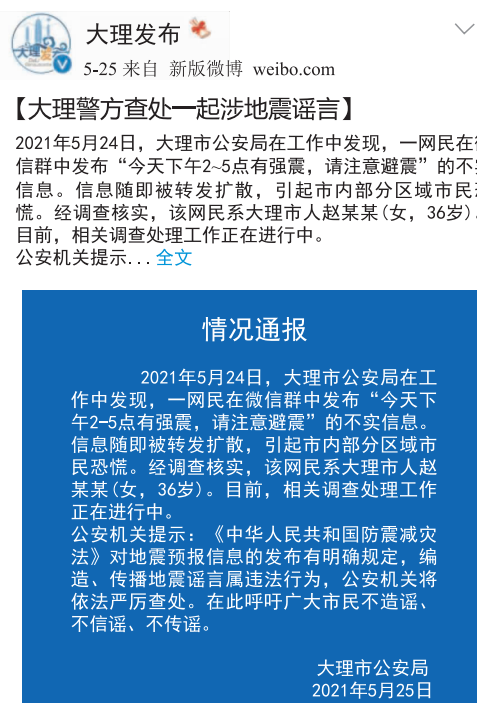 大理发布
5-25 来自 新版微博 weibo.com
【大理警方查处一起涉地震谣言】
2021年5月24日，大理市公安局在工作中发现，一网民在
信群中发布“今天下午2~5点有强震，请注意避震”的不
信息。信息随即被转发扩散，引起市内部分区域市民
慌。经调查核实，该网民系大理市人赵某某(女，36岁)。
目前，相关调查处理工作正在进行中。
公安机关提示...全文
情况通报
2021年5月24日，大理市公安局在工
作中发现，一网民在微信群中发布“今天下
午2—5点有强震，请注意避震”的不实信息。
信息随即被转发扩散，引起市内部分区域市
民恐慌。经调查核实，该网民系大理市人赵
某某(女，36岁)。目前，相关调查处理工作
正在进行中。
公安机关提示：《中华人民共和国防震减灾
法》对地震预报信息的发布有明确规定，编
造、传播地震谣言属违法行为，公安机关将
依法严厉查处。在此呼吁广大市民不造谣、
不信谣、不传谣。
大理市公安局
2021年5月25日